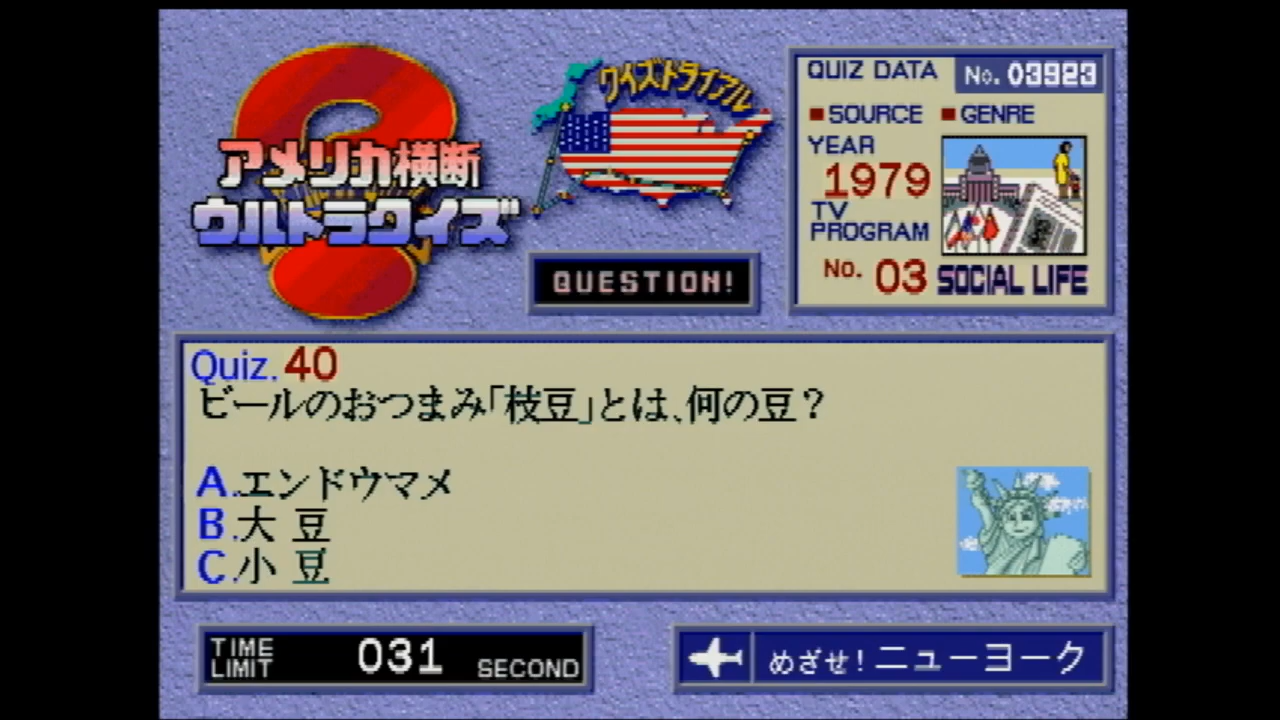 アメリカ横断
ウルトラクイズ
クイズトライアル
QUESTION!
QUIZ DATA No. 03923
SOURCE GENRE
YEAR
1979
TV
PROGRAM
No. 03
SOCIAL LIFE
Quiz.40
ビールのおつまみ「枝豆」とは、何の豆?
A.エンドウマメ
B.大 豆
C.小 豆
TIME
LIMIT 031 SECOND
めざせ!ニューヨーク